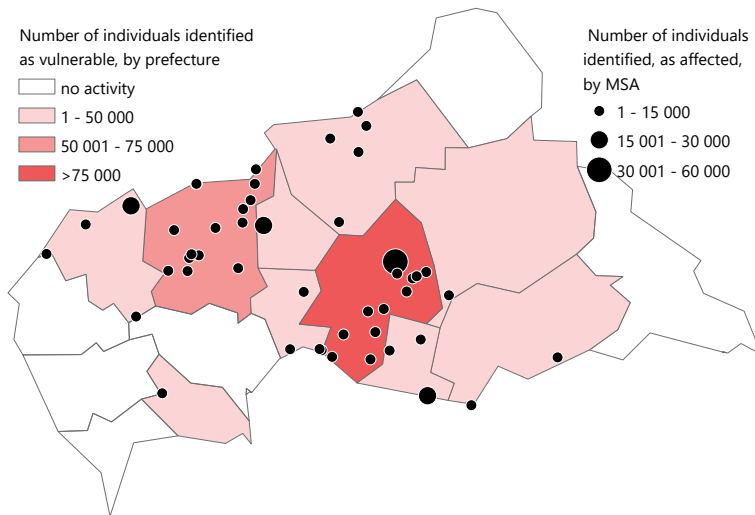 Number of individuals identified
as vulnerable, by prefecture
no activity
1 - 50 000
50 001 - 75 000
>75 000
Number of individuals
identified, as affected,
by MSA
1 - 15 000
15 001 - 30 000
30 001 - 60 000